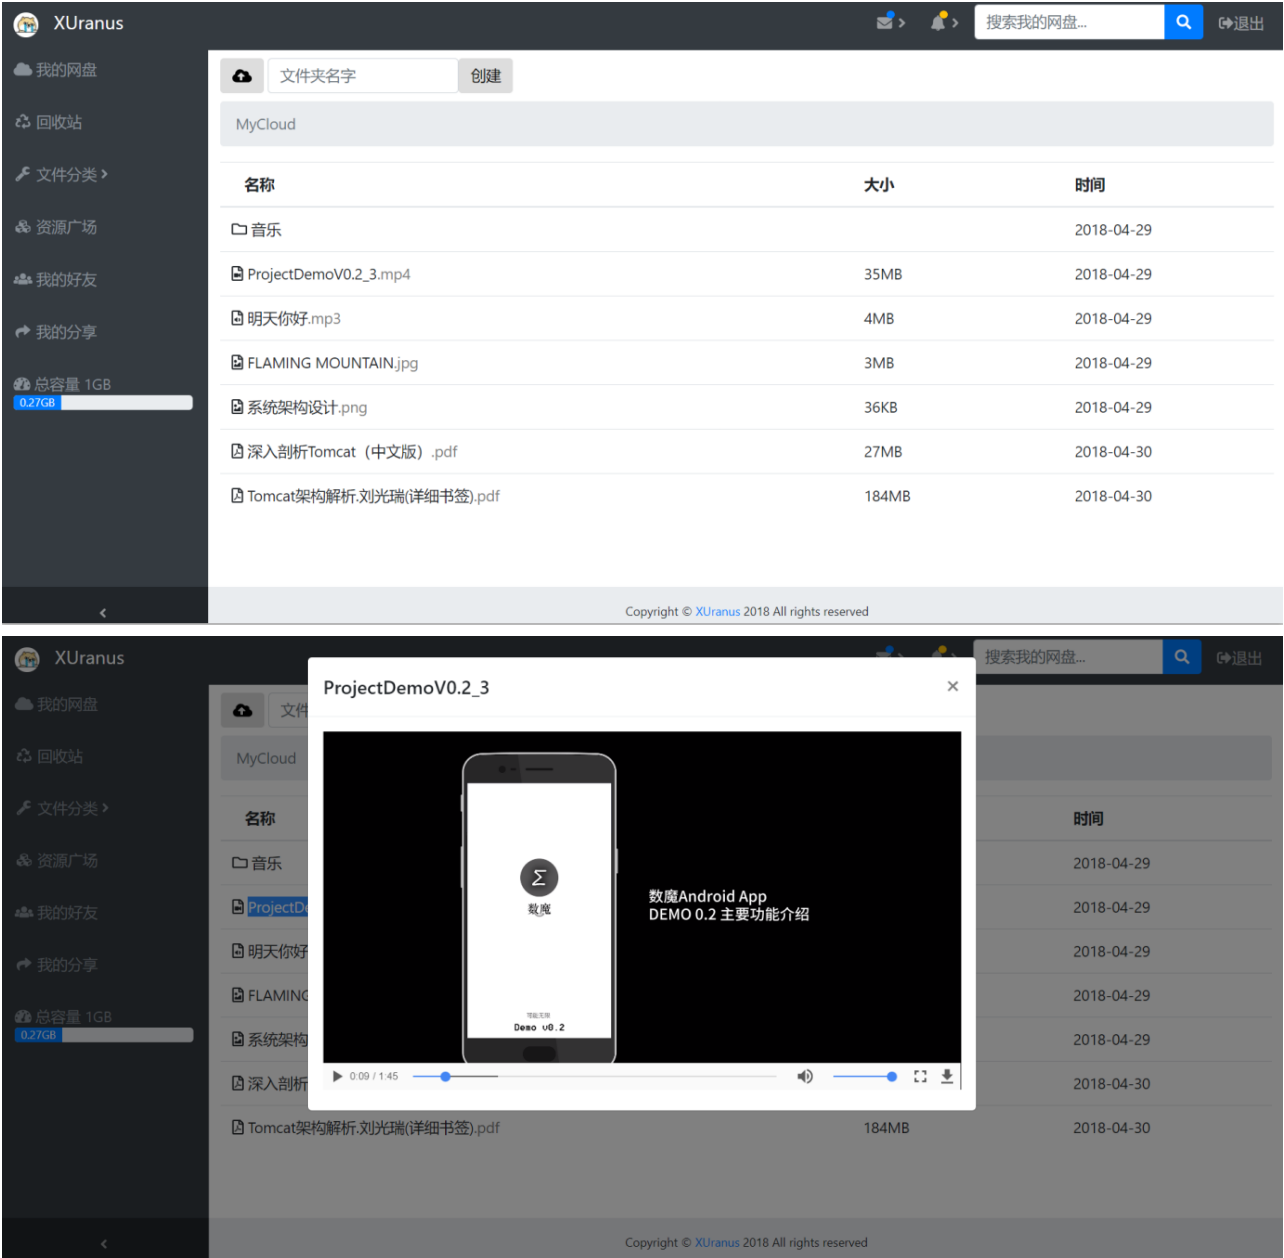 XUranus
搜索我的网盘...
退出
我的网盘
文件夹名字
创建
回收站
MyCloud
文件分类
名称 大小 时间
资源广场
音乐 2018-04-29
我的好友
ProjectDemoV0.2_3.mp4 35MB 2018-04-29
明天你好.mp3 4MB 2018-04-29
我的分享
FLAMING MOUNTAIN.jpg 3MB 2018-04-29
总容量 1GB
0.27GB
系统架构设计.png 36KB 2018-04-29
深入剖析Tomcat（中文版）.pdf 27MB 2018-04-30
Tomcat架构解析.刘光瑞(详细书签).pdf 184MB 2018-04-30
Copyright © XUranus 2018 All rights reserved
XUranus
搜索我的网盘...
退出
ProjectDemoV0.2_3
×
我的网盘
文件
回收站
MyCloud
文件分类
名称 时间
资源广场
音乐 2018-04-29
我的好友
ProjectDe 2018-04-29
明天你好 2018-04-29
我的分享
FLAMING 2018-04-29
总容量 1GB
0.27GB
系统架构 2018-04-29
深入剖析 2018-04-30
Σ
数魔
数魔Android App
DEMO 0.2 主要功能介绍
Demo v0.2
0:09 / 1:45
Tomcat架构解析.刘光瑞(详细书签).pdf 184MB 2018-04-30
Copyright © XUranus 2018 All rights reserved